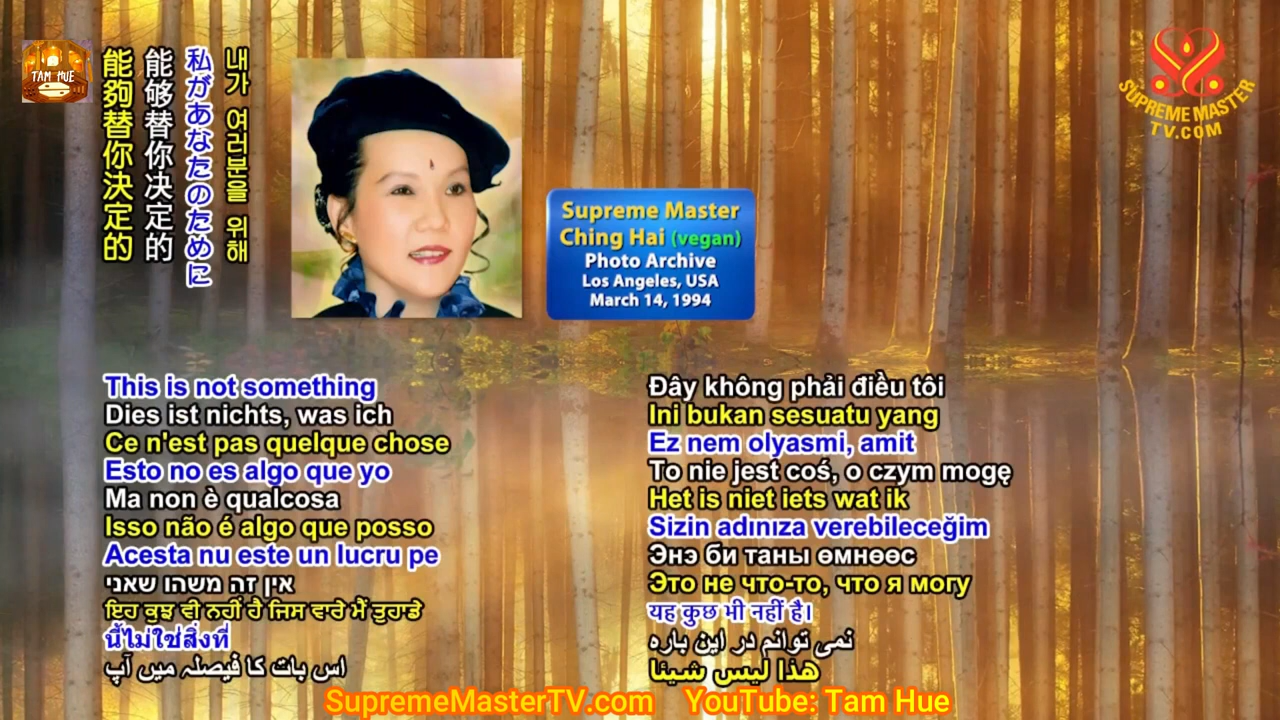 TAM HUE
能夠替你決定的
能够替你决定的
私があなたのために
내가 여러분을 위해
Supreme Master
Ching Hai (vegan)
Photo Archive
Los Angeles, USA
March 14, 1994
SUPREME MASTER
TV.COM
This is not something
Dies ist nichts, was ich
Ce n'est pas quelque chose
Esto no es algo que yo
Ma non è qualcosa
Isso não é algo que posso
Acesta nu este un lucru pe
אין זה משהו שאני
ਇਹ ਕੁਝ ਵੀ ਨਹੀਂ ਹੈ ਜਿਸ ਵਾਰੇ ਮੈਂ ਤੁਹਾਡੇ
นี้ไม่ใช่สิ่งที่
اس بات کا فیصلہ میں آپ
Đây không phải điều tôi
Ini bukan sesuatu yang
Ez nem olyasmi, amit
To nie jest coś, o czym mogę
Het is niet iets wat ik
Sizin adınıza verebileceğim
Энэ би таны өмнөөс
Это не что-то, что я могу
यह कुछ भी नहीं है।
نمی توانم در این باره
هذا ليس شيئا
SupremeMasterTV.com YouTube: Tam Hue